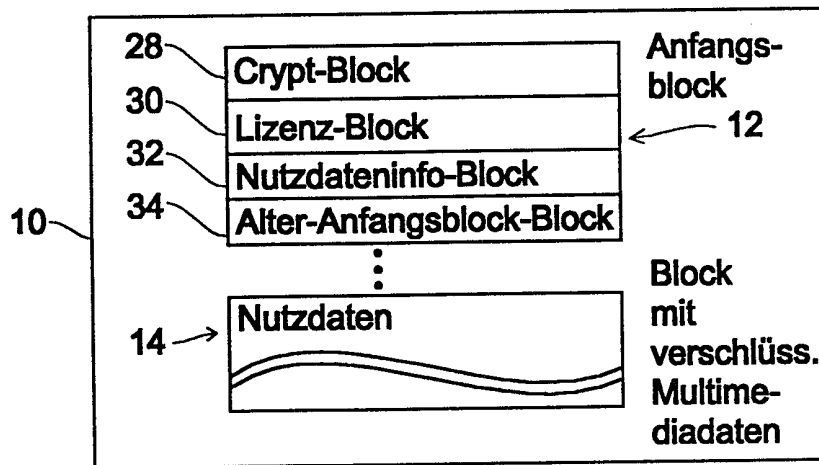 28
Crypt-Block
Anfangs-
block
30
Lizenz-Block
12
32
Nutzdateninfo-Block
34
Alter-Anfangsblock-Block
10
Nutzdaten
14
Block
mit
verschlüss.
Multime-
diadaten